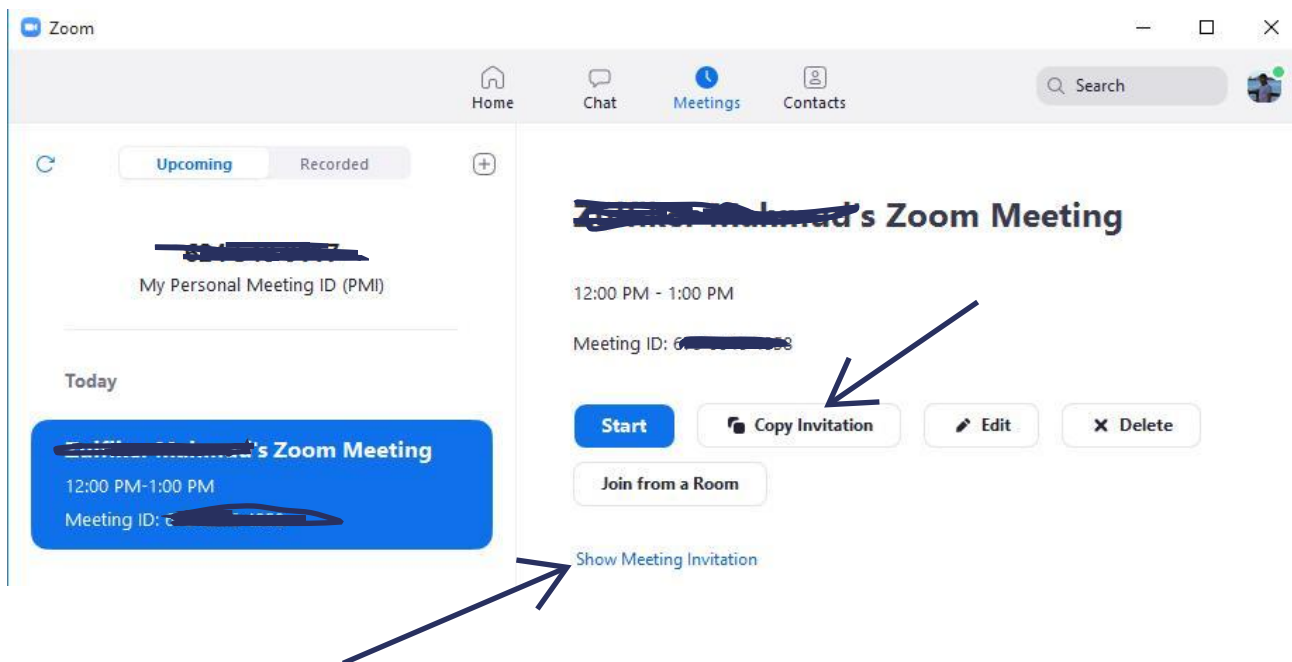 Zoom
Home Chat Meetings Contacts
Search
Upcoming Recorded
My Personal Meeting ID (PMI)
Today
's Zoom Meeting
12:00 PM-1:00 PM
Meeting ID:
's Zoom Meeting
12:00 PM - 1:00 PM
Meeting ID:
Start Copy Invitation Edit Delete
Join from a Room
Show Meeting Invitation